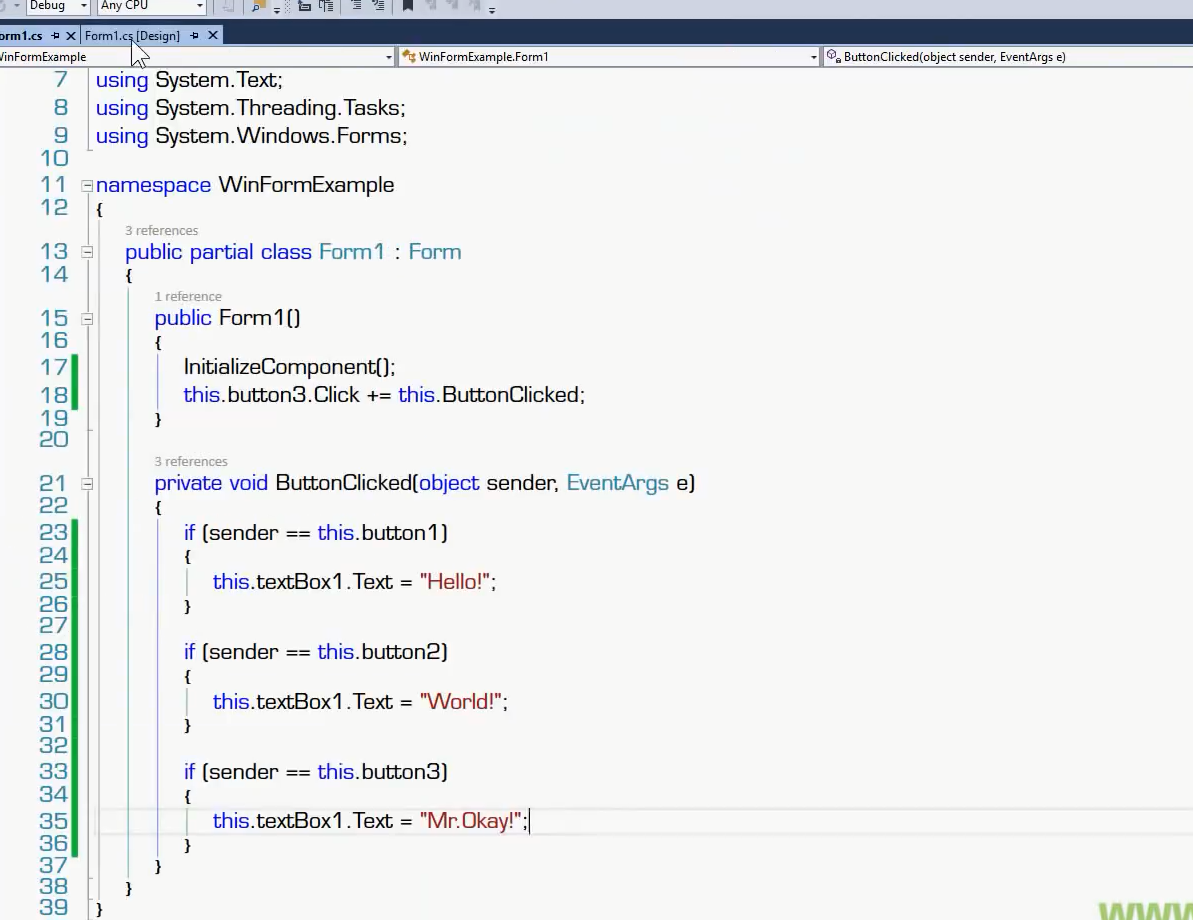 Debug Any CPU
orm1.cs Form1.cs [Design]
WinFormExample WinFormExample.Form1 ButtonClicked(object sender, EventArgs e)
7 using System.Text;
8 using System.Threading.Tasks;
9 using System.Windows.Forms;
10
11 namespace WinFormExample
12 {
3 references
13 public partial class Form1 : Form
14 {
1 reference
15 public Form1()
16 {
17 InitializeComponent();
18 this.button3.Click += this.ButtonClicked;
19 }
20
3 references
21 private void ButtonClicked(object sender, EventArgs e)
22 {
23 if (sender == this.button1)
24 {
25 this.textBox1.Text = "Hello!";
26 }
27
28 if (sender == this.button2)
29 {
30 this.textBox1.Text = "World!";
31 }
32
33 if (sender == this.button3)
34 {
35 this.textBox1.Text = "Mr.Okay!";
36 }
37 }
38 }
39 }
www